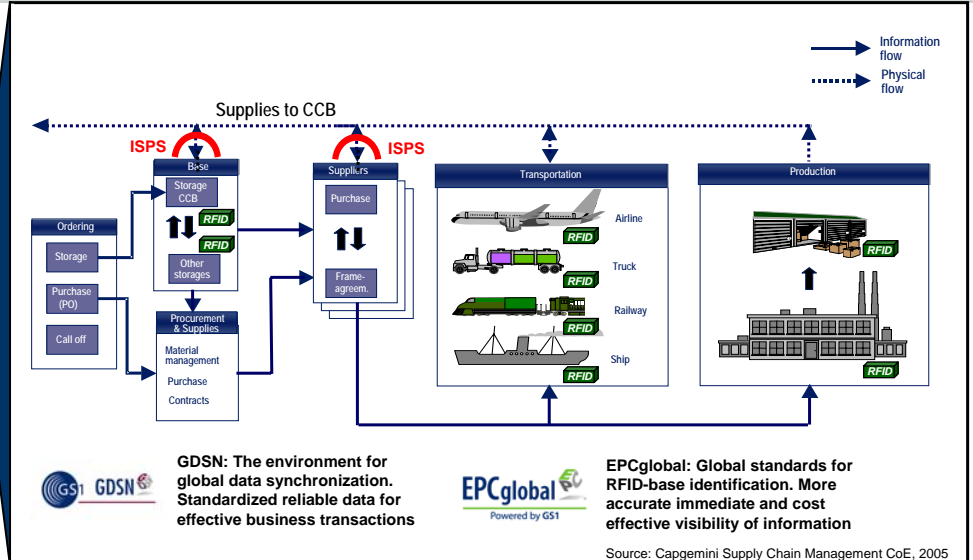 Information
flow
Physical
flow
Supplies to CCB
ISPS
ISPS
Base
Storage
CCB
RFID
RFID
Other
storages
Suppliers
Purchase
Frame-
agreem.
Ordering
Storage
Purchase
(PO)
Call off
Procurement
& Supplies
Material
management
Purchase
Contracts
Transportation
Airline
RFID
Truck
RFID
Railway
RFID
Ship
RFID
Production
RFID
RFID
GS1 GDSN
GDSN: The environment for
global data synchronization.
Standardized reliable data for
effective business transactions
EPCglobal
Powered by GS1
EPCglobal: Global standards for
RFID-base identification. More
accurate immediate and cost
effective visibility of information
Source: Capgemini Supply Chain Management CoE, 2005